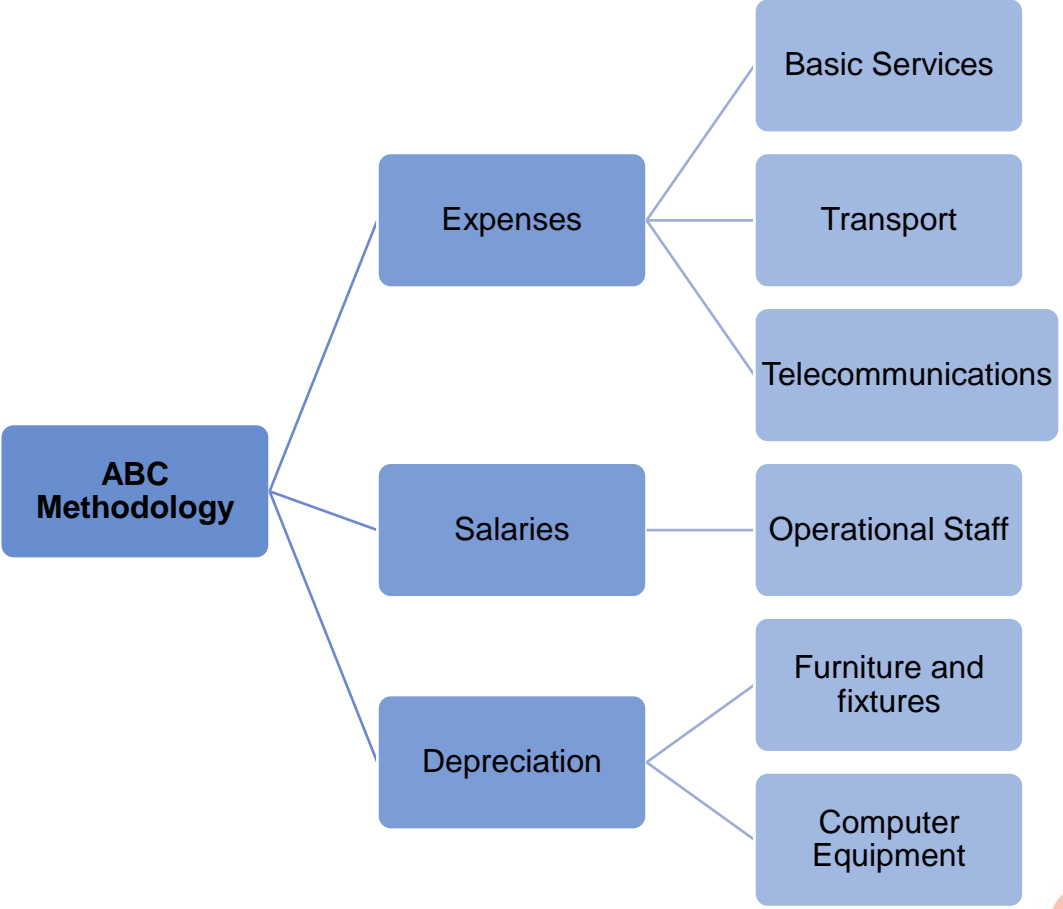 ABC
Methodology
Expenses
Basic Services
Transport
Telecommunications
Salaries
Operational Staff
Depreciation
Furniture and
fixtures
Computer
Equipment